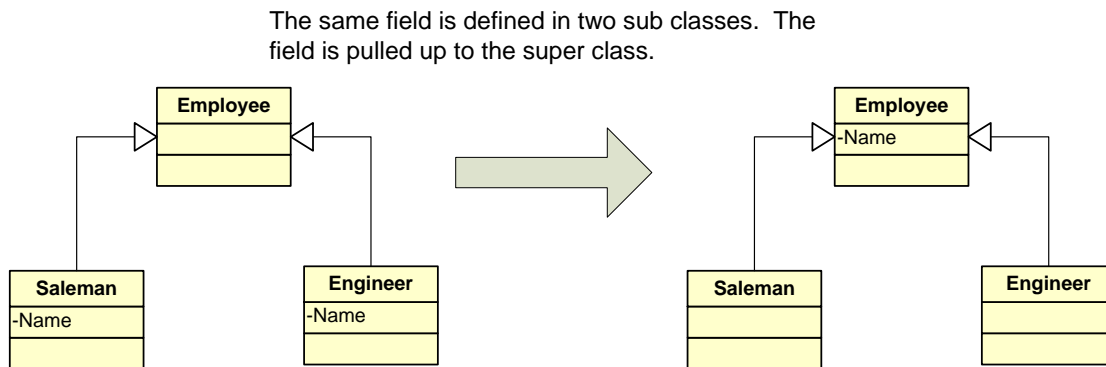 The same field is defined in two sub classes. The
field is pulled up to the super class.
Employee
Saleman
-Name
Engineer
-Name
Employee
-Name
Saleman
Engineer